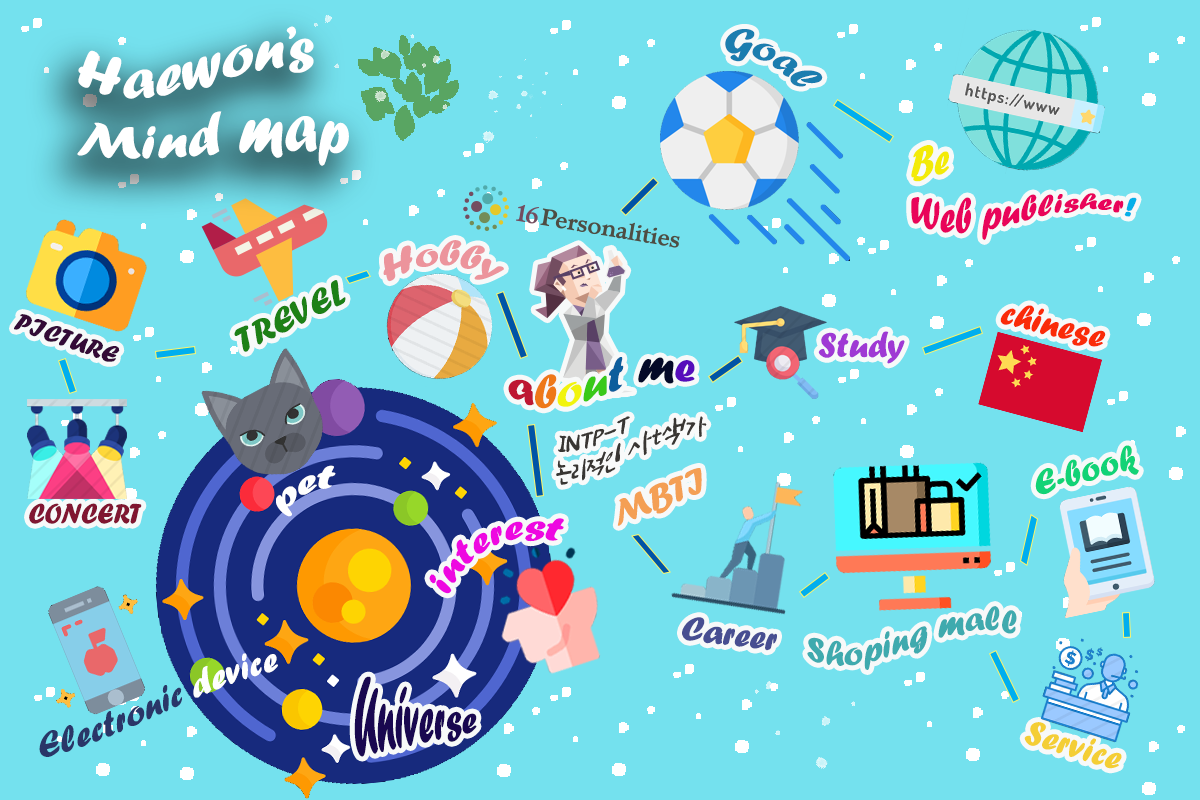 Haewon's
Mind map
Goal
https://www
Be
Web publisher!
16Personalities
Hobby
TREVEL
PICTURE
about me
Study
chinese
INTP-T
논리적인 사색가
MBTI
CONCERT
pet
interest
E-book
Career
Shoping mall
Electronic device
Universe
Service